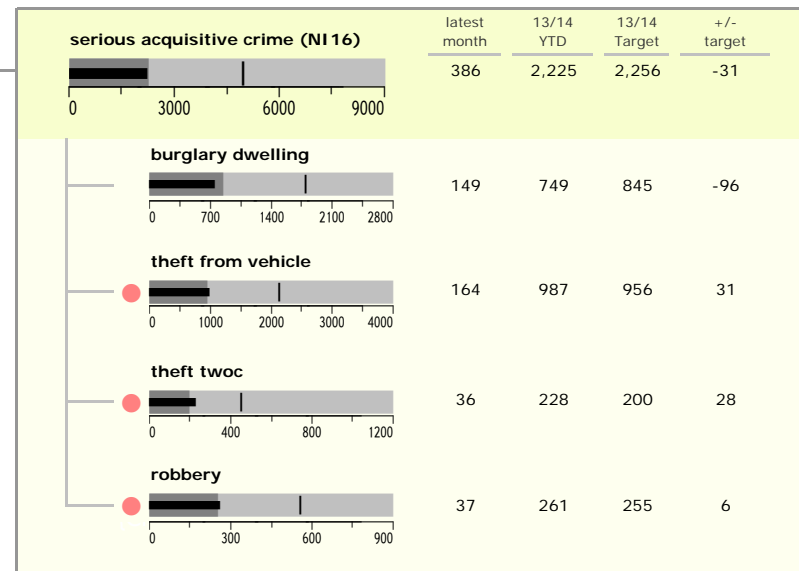 latest 13/14 13/14 +/-
serious acquisitive crime (NI16) month YTD Target target
386 2,225 2,256 -31
0 3000 6000 9000
burglary dwelling
149 749 845 -96
0 700 1400 2100 2800
theft from vehicle
164 987 956 31
0 1000 2000 3000 4000
theft twoc
36 228 200 28
0 400 800 1200
robbery
37 261 255 6
0 300 600 900